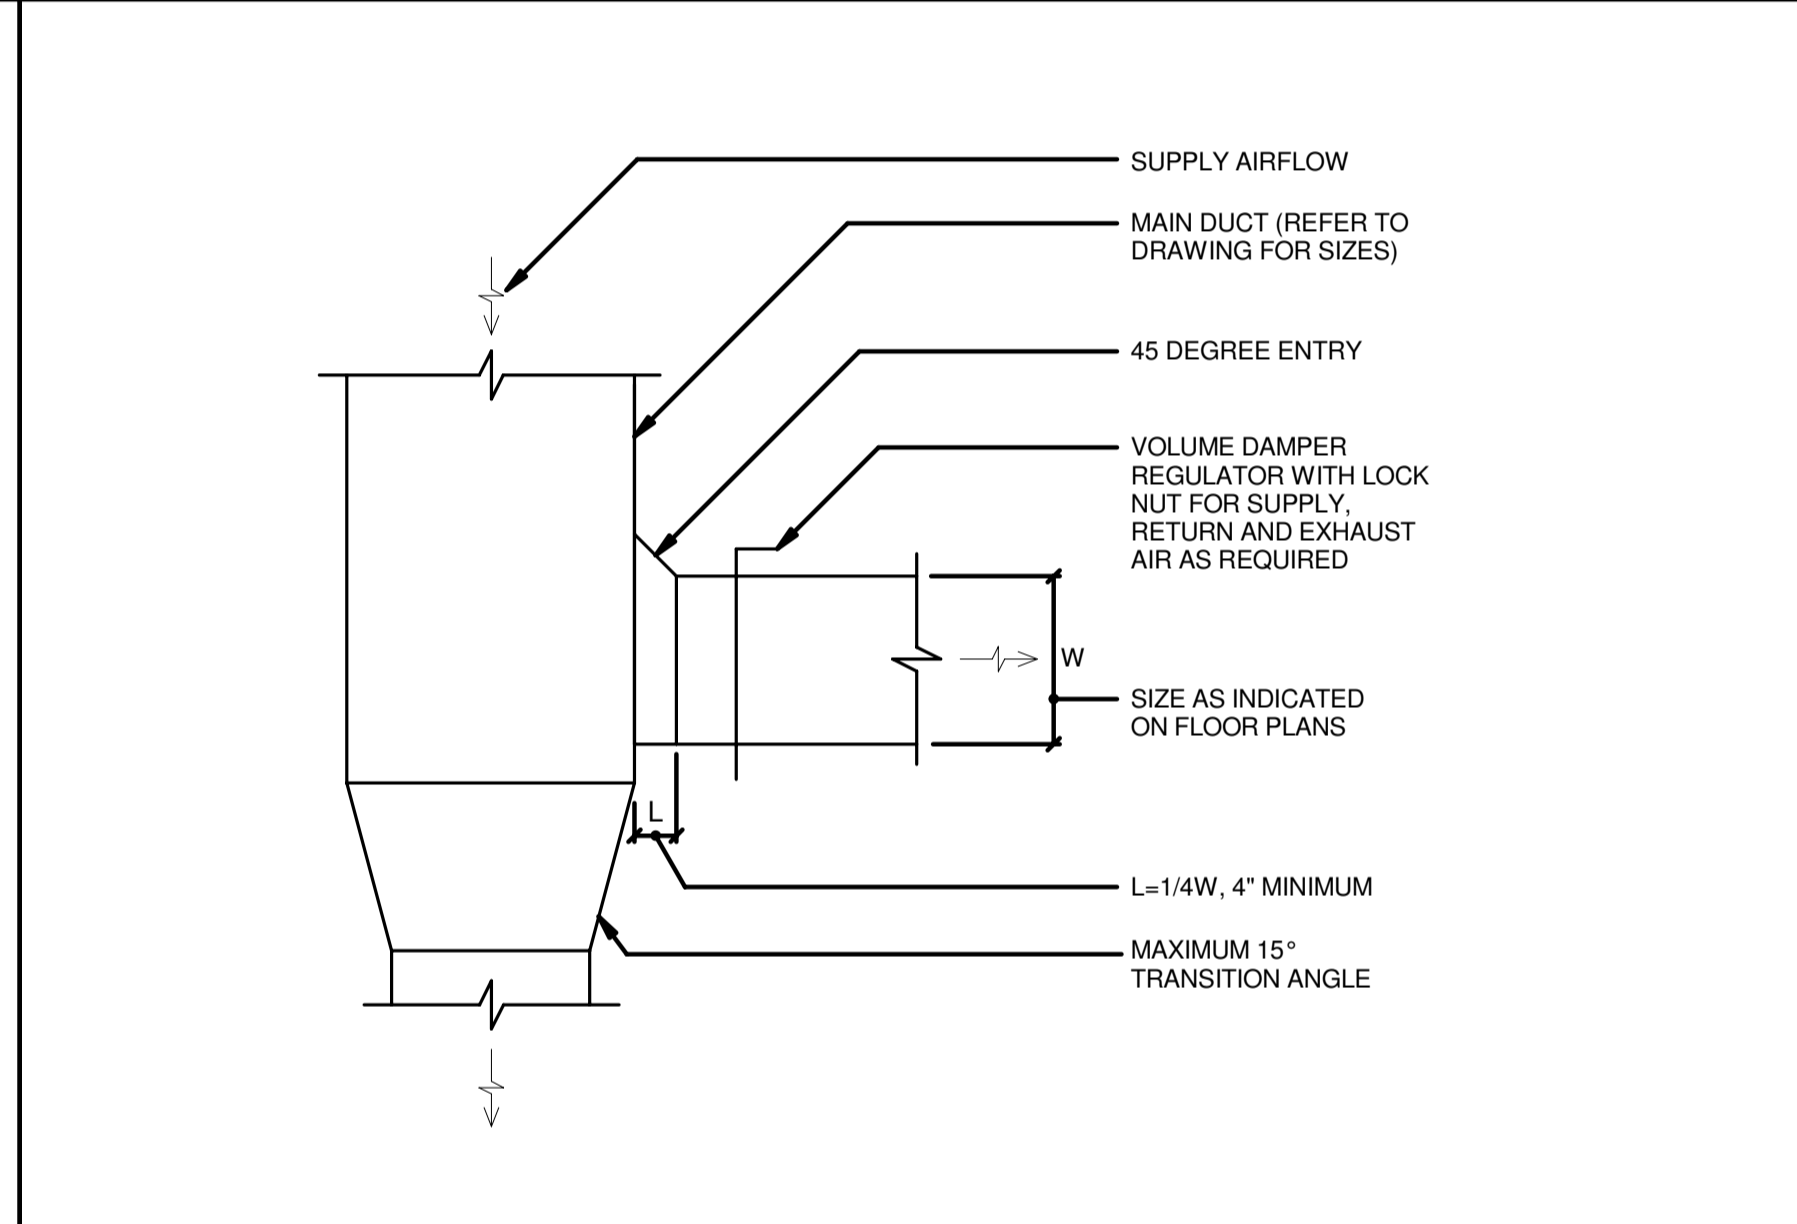 SUPPLY AIRFLOW
MAIN DUCT (REFER TO
DRAWING FOR SIZES)
45 DEGREE ENTRY
VOLUME DAMPER
REGULATOR WITH LOCK
NUT FOR SUPPLY,
RETURN AND EXHAUST
AIR AS REQUIRED
W
SIZE AS INDICATED
ON FLOOR PLANS
L
L=1/4W, 4" MINIMUM
MAXIMUM 15°
TRANSITION ANGLE